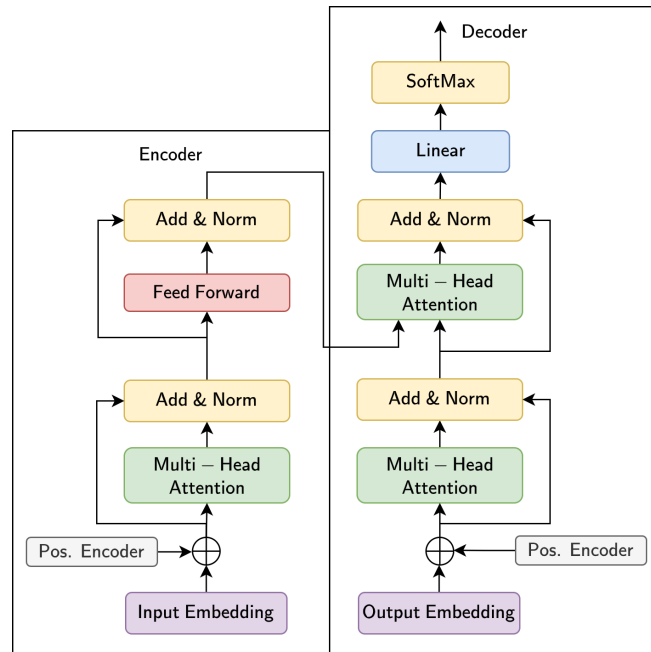 Decoder
SoftMax
Linear
Encoder
Add & Norm
Add & Norm
Feed Forward
Multi – Head
Attention
Add & Norm
Add & Norm
Multi – Head
Attention
Multi – Head
Attention
Pos. Encoder
Pos. Encoder
Input Embedding
Output Embedding